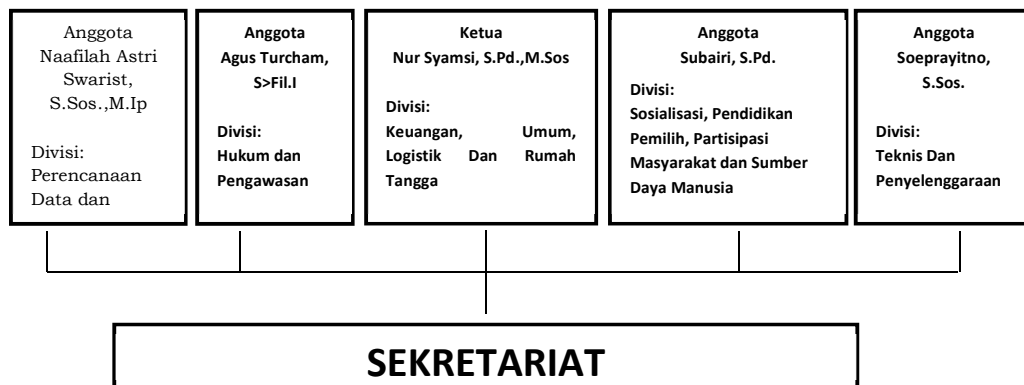 Anggota
Naafilah Astri
Swarist,
S.Sos.,M.Ip
Divisi:
Perencanaan
Data dan
Anggota
Agus Turcham,
S>Fil.I
Divisi:
Hukum dan
Pengawasan
Ketua
Nur Syamsi, S.Pd.,M.Sos
Divisi:
Keuangan, Umum,
Logistik Dan Rumah
Tangga
Anggota
Subairi, S.Pd.
Divisi:
Sosialisasi, Pendidikan
Pemilih, Partisipasi
Masyarakat dan Sumber
Daya Manusia
Anggota
Soeprayitno,
S.Sos.
Divisi:
Teknis Dan
Penyelenggaraan
SEKRETARIAT